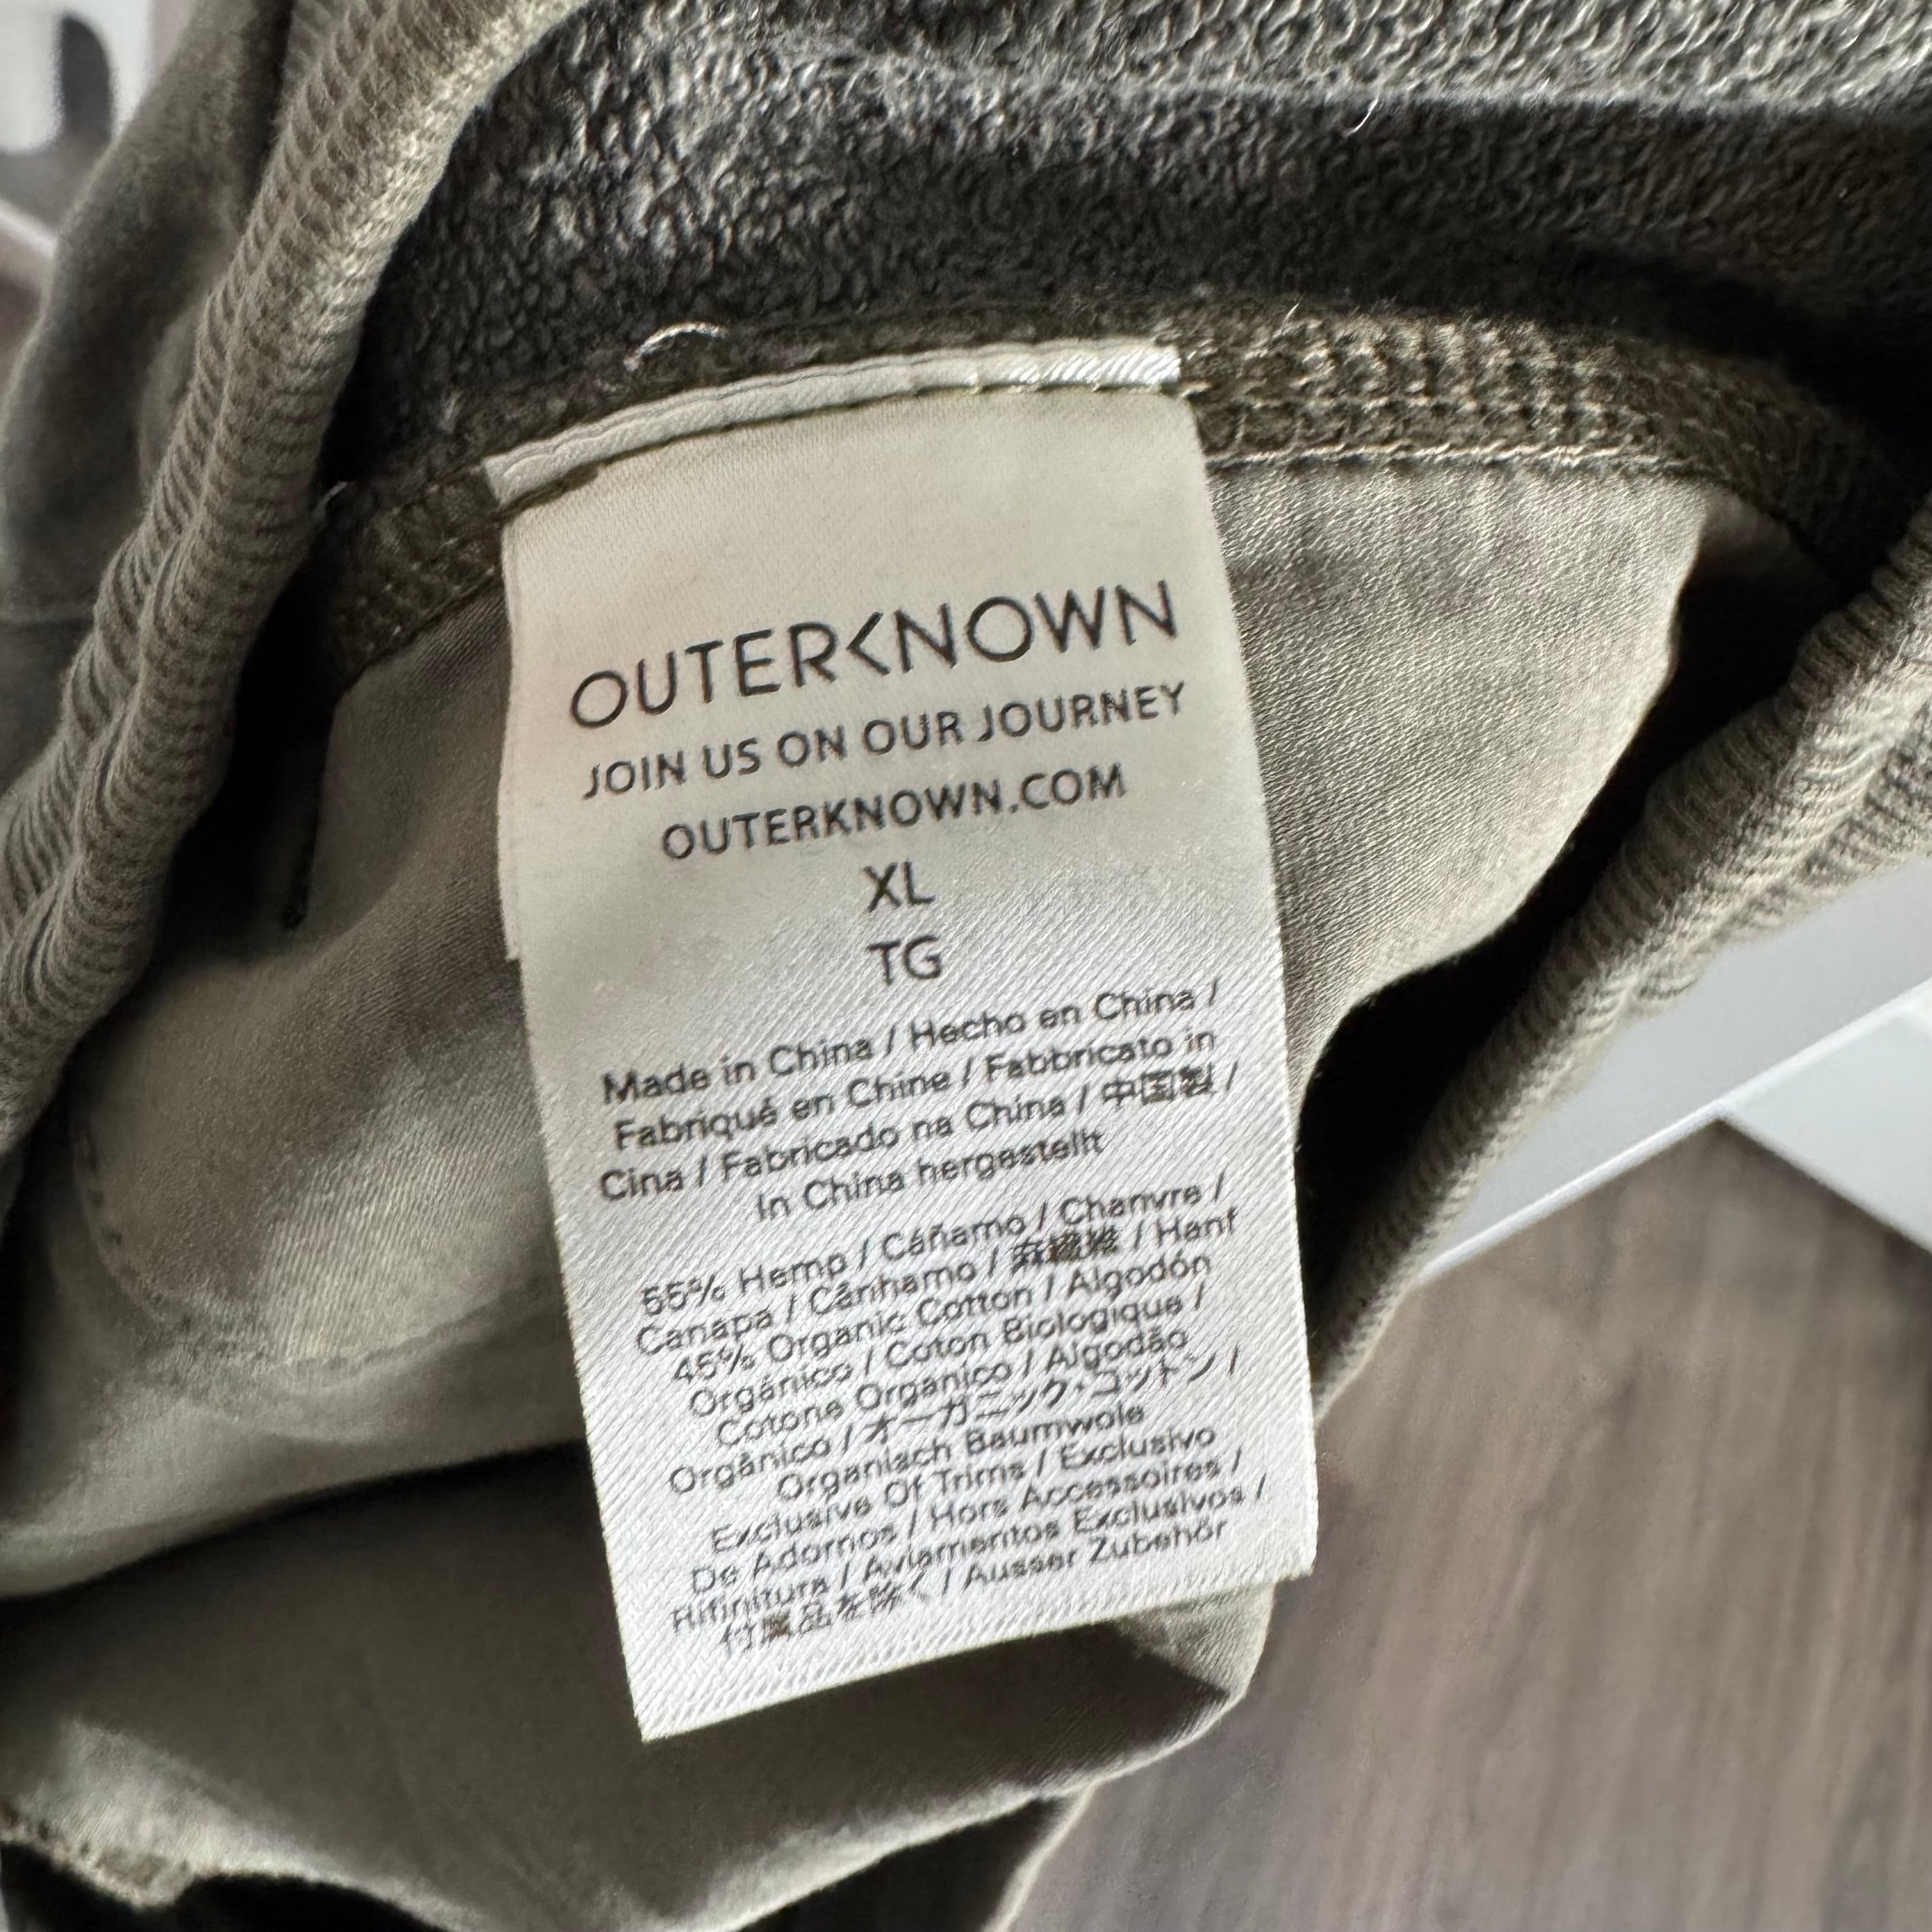 OUTERKNOWN
JOIN US ON OUR JOURNEY
OUTERKNOWN.COM
XL
TG
Made in China / Hecho en China /
Fabriqué en Chine / Fabbricato in
Cina / Fabricado na China / 中国製 /
In China hergestellt
55% Hemp / Cáñamo / Chanvre /
Canapa / Cânhamo / 麻繊維 / Hanf
45% Organic Cotton / Algodón
Orgánico / Coton Biologique /
Cotone Organico / Algodão
Orgânico / オーガニック・コットン /
Organisch Baumwole
Exclusive Of Trims / Exclusivo
De Adornos / Hors Accessoires /
Rifinitura / Aviamentos Exclusivos /
付属品を除く / Ausser Zubehör